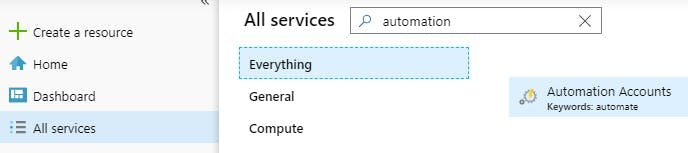 Create a resource
Home
Dashboard
All services
All services
automation
Everything
General
Compute
Automation Accounts
Keywords: automate